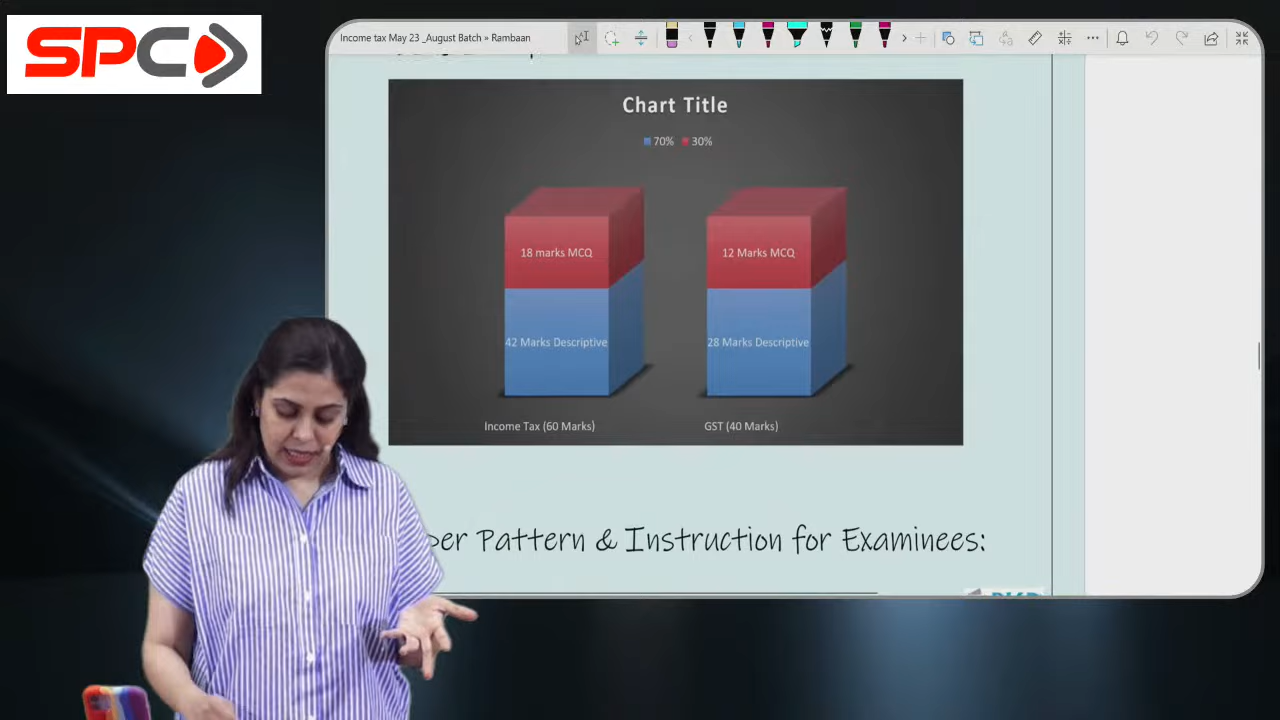 SPC
Income tax May 23 _August Batch » Rambaan
Chart Title
70% 30%
18 marks MCQ
12 Marks MCQ
42 Marks Descriptive
28 Marks Descriptive
Income Tax (60 Marks)
GST (40 Marks)
Pattern & Instruction for Examinees: